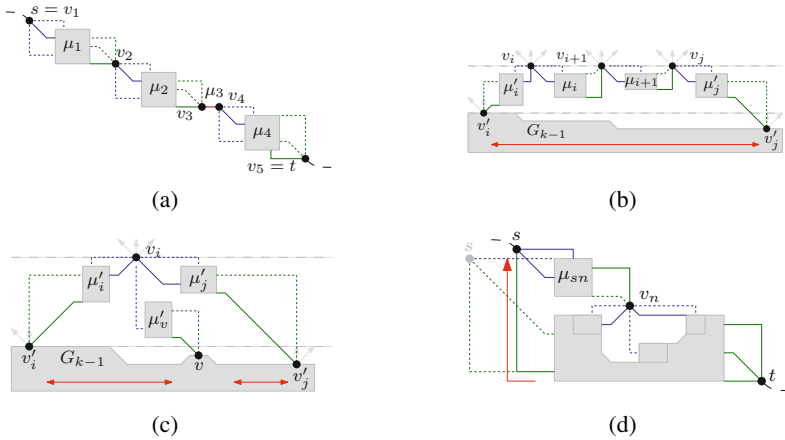 s = v₁
μ₁
v₂
μ₂
v₃
μ₃
v₄
μ₄
v₅ = t
(a)
vᵢ
vᵢ₊₁
vⱼ
μ′ᵢ
μᵢ
μᵢ₊₁
μ′ⱼ
v′ᵢ
Gₖ₋₁
v′ⱼ
(b)
vᵢ
μ′ᵢ
μ′ⱼ
μ′ᵥ
Gₖ₋₁
v′ᵢ
v
v′ⱼ
(c)
s
s
μₛₙ
vₙ
t
(d)